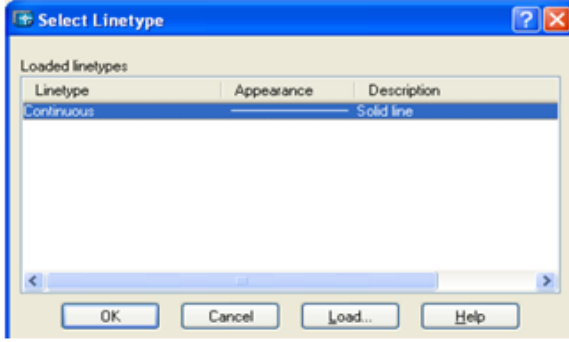 Select Linetype
Loaded linetypes
Linetype Appearance Description
Continuous Solid line
OK Cancel Load... Help